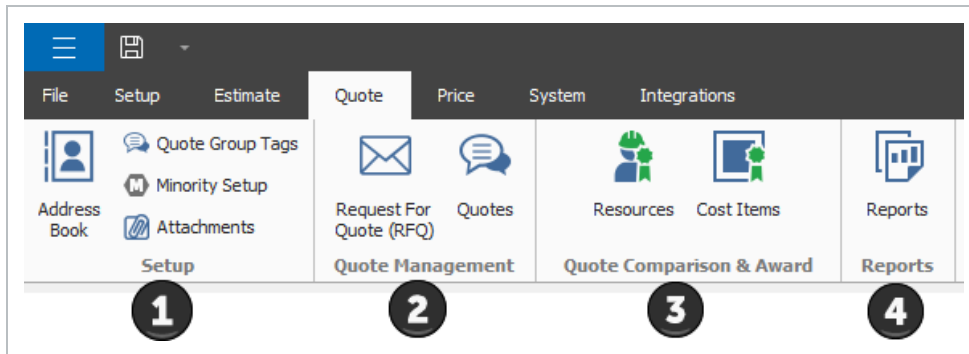 File Setup Estimate Quote Price System Integrations
Address
Book
Quote Group Tags
M Minority Setup
Attachments
Setup
Request For
Quote (RFQ)
Quotes
Quote Management
Resources Cost Items
Quote Comparison & Award
Reports
Reports
1 2 3 4